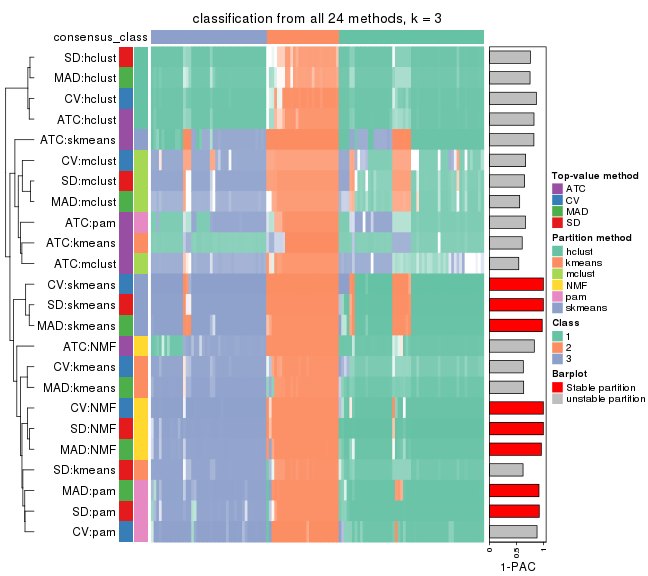 classification from all 24 methods, k = 3
consensus_class
SD:hclust
MAD:hclust
CV:hclust
ATC:hclust
ATC:skmeans
CV:mclust
SD:mclust
MAD:mclust
ATC:pam
ATC:kmeans
ATC:mclust
CV:skmeans
SD:skmeans
MAD:skmeans
ATC:NMF
CV:kmeans
MAD:kmeans
CV:NMF
SD:NMF
MAD:NMF
SD:kmeans
MAD:pam
SD:pam
CV:pam
0
0.5
1
1-PAC
Top-value method
ATC
CV
MAD
SD
Partition method
hclust
kmeans
mclust
NMF
pam
skmeans
Class
1
2
3
Barplot
Stable partition
unstable partition